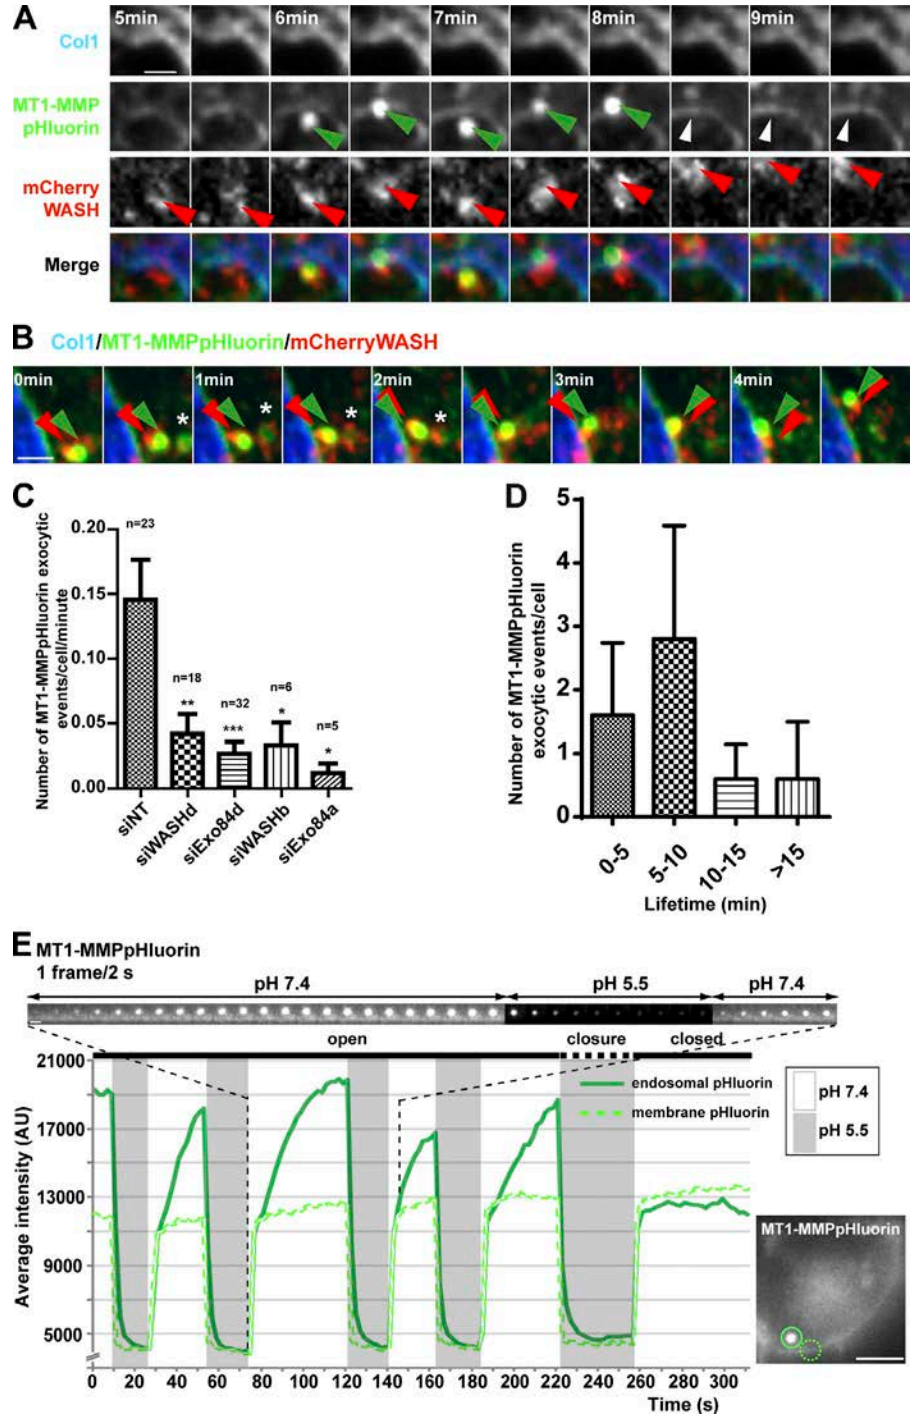 A
5min 6min 7min 8min 9min
Col1
MT1-MMP
pHluorin
mCherry
WASH
Merge
B Col1/MT1-MMPpHluorin/mCherryWASH
0min 1min 2min 3min 4min
* * * * *
C
Number of MT1-MMPpHluorin exocytic
events/cell/minute
0.20
0.15
0.10
0.05
0.00
n=23
n=18
**
n=32
***
n=6
*
n=5
*
siNT siWASHd siExo84d siWASHb siExo84a
D
Number of MT1-MMPpHluorin
exocytic events/cell
5
4
3
2
1
0
0-5 5-10 10-15 >15
Lifetime (min)
E MT1-MMPpHluorin
1 frame/2 s
pH 7.4 pH 5.5 pH 7.4
open closure closed
Average intensity (AU)
21000
17000
13000
9000
5000
endosomal pHluorin
membrane pHluorin
pH 7.4
pH 5.5
MT1-MMPpHluorin
0 20 40 60 80 100 120 140 160 180 200 220 240 260 280 300
Time (s)